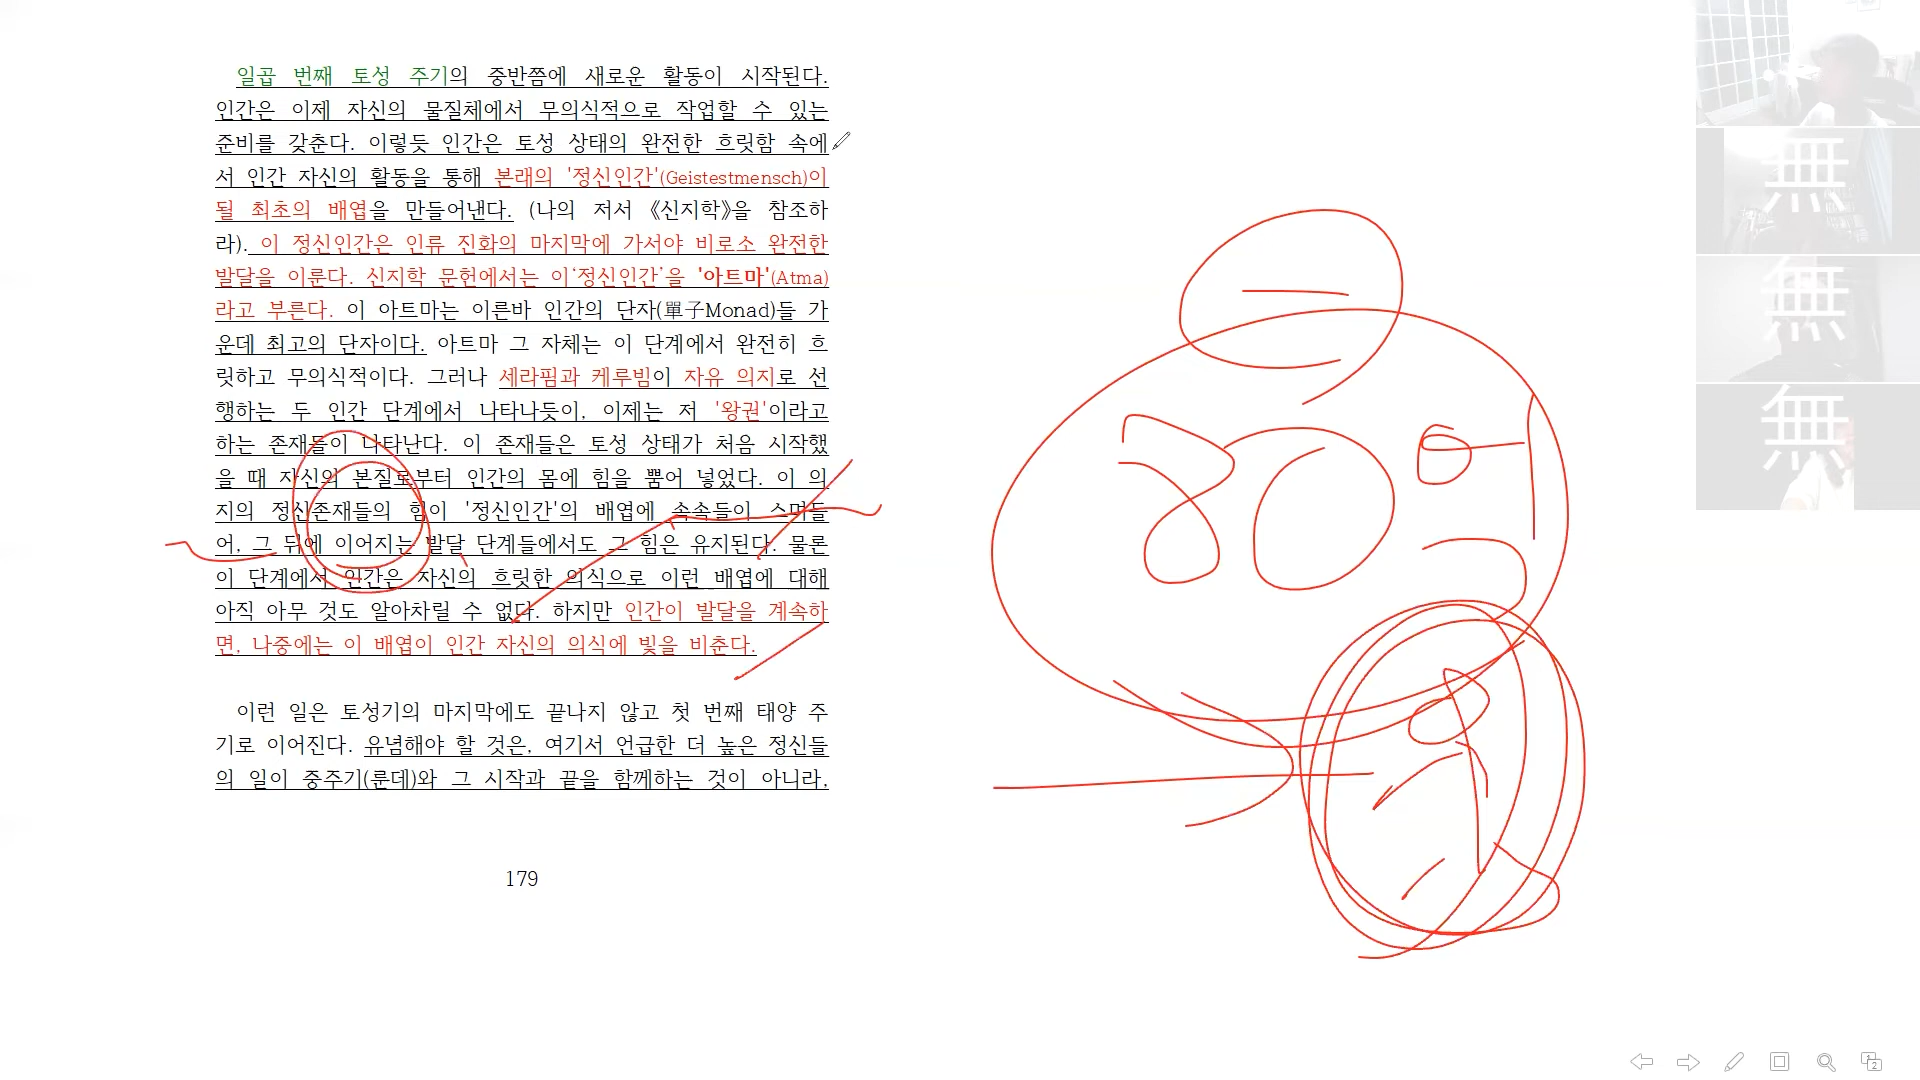 일곱 번째 토성 주기의 중반쯤에 새로운 활동이 시작된다.
인간은 이제 자신의 물질체에서 무의식적으로 작업할 수 있는
준비를 갖춘다. 이렇듯 인간은 토성 상태의 완전한 흐릿함 속에
서 인간 자신의 활동을 통해 본래의 '정신인간'(Geistestmensch)이
될 최초의 배엽을 만들어낸다. (나의 저서 《신지학》을 참조하
라). 이 정신인간은 인류 진화의 마지막에 가서야 비로소 완전한
발달을 이룬다. 신지학 문헌에서는 이‘정신인간’을 '아트마'(Atma)
라고 부른다. 이 아트마는 이른바 인간의 단자(單子Monad)들 가
운데 최고의 단자이다. 아트마 그 자체는 이 단계에서 완전히 흐
릿하고 무의식적이다. 그러나 세라핌과 케루빔이 자유 의지로 선
행하는 두 인간 단계에서 나타나듯이, 이제는 저 '왕권'이라고
하는 존재들이 나타난다. 이 존재들은 토성 상태가 처음 시작했
을 때 자신의 본질로부터 인간의 몸에 힘을 뿜어 넣었다. 이 의
지의 정신존재들의 힘이 '정신인간'의 배엽에 속속들이 스며들
어, 그 뒤에 이어지는 발달 단계들에서도 그 힘은 유지된다. 물론
이 단계에서 인간은 자신의 흐릿한 의식으로 이런 배엽에 대해
아직 아무 것도 알아차릴 수 없다. 하지만 인간이 발달을 계속하
면, 나중에는 이 배엽이 인간 자신의 의식에 빛을 비춘다.
이런 일은 토성기의 마지막에도 끝나지 않고 첫 번째 태양 주
기로 이어진다. 유념해야 할 것은, 여기서 언급한 더 높은 정신들
의 일이 중주기(룬데)와 그 시작과 끝을 함께하는 것이 아니라,
179
無
無
無